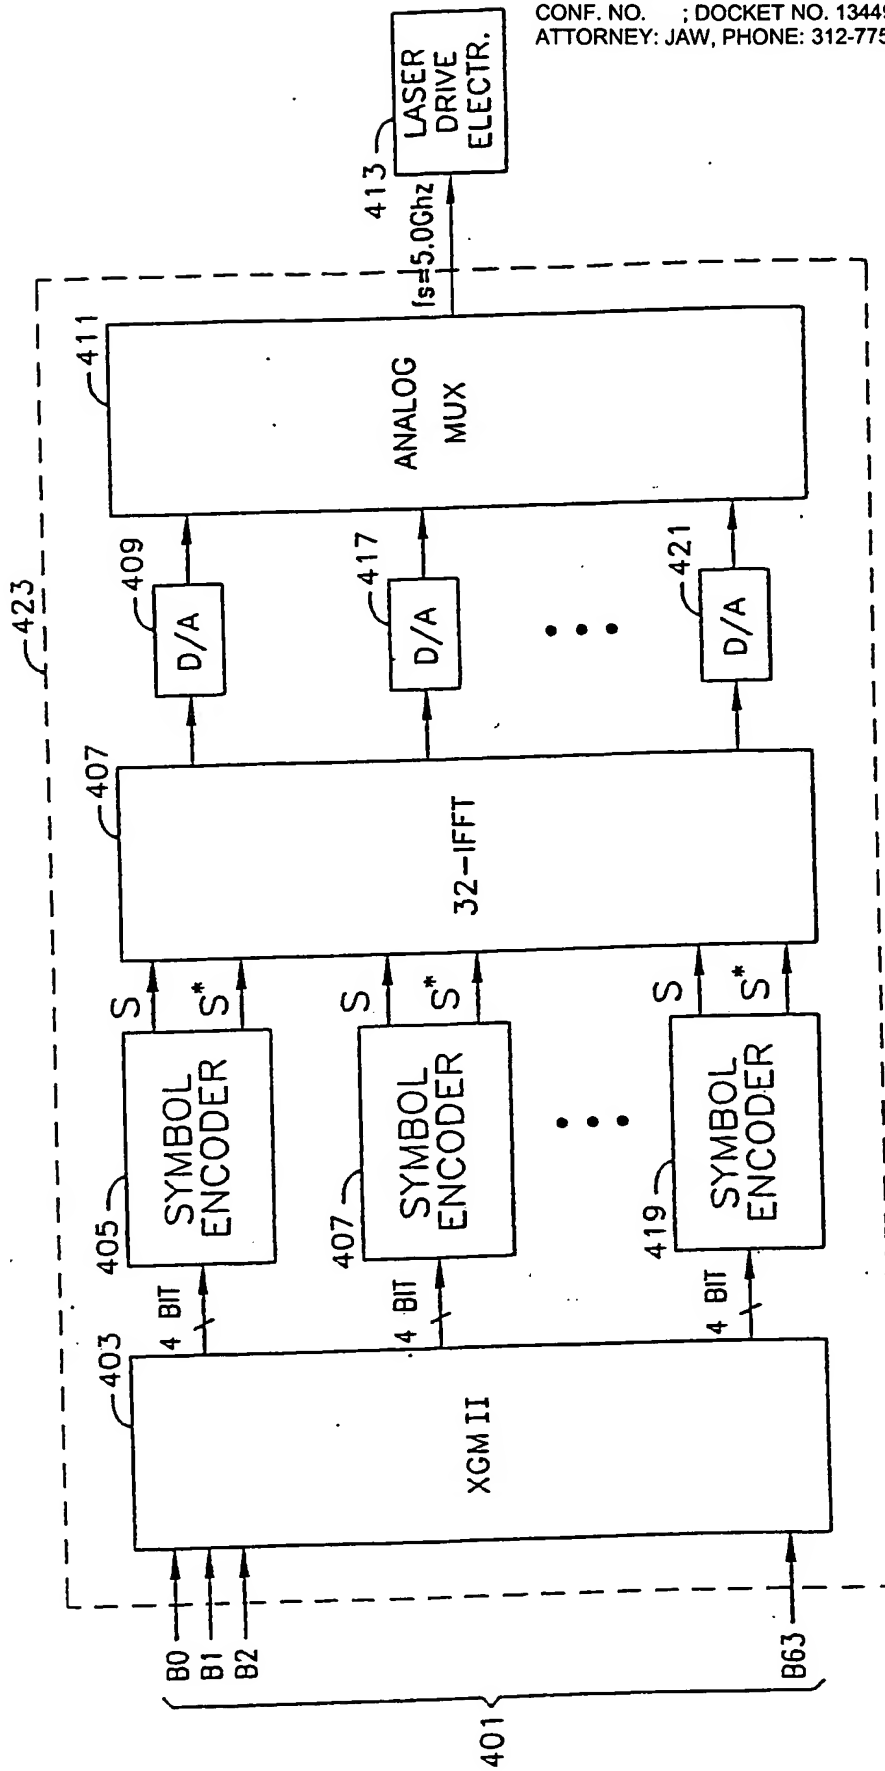 CONF. NO. ; DOCKET NO. 13449
ATTORNEY: JAW, PHONE: 312-775
401
B0
B1
B2
B63
403
XGM II
4 BIT
4 BIT
4 BIT
405
SYMBOL
ENCODER
407
SYMBOL
ENCODER
419
SYMBOL
ENCODER
S
S*
S
S*
S
S*
407
32-IFFT
423
409
D/A
417
D/A
421
D/A
411
ANALOG
MUX
fs=5.0Ghz
413
LASER
DRIVE
ELECTR.